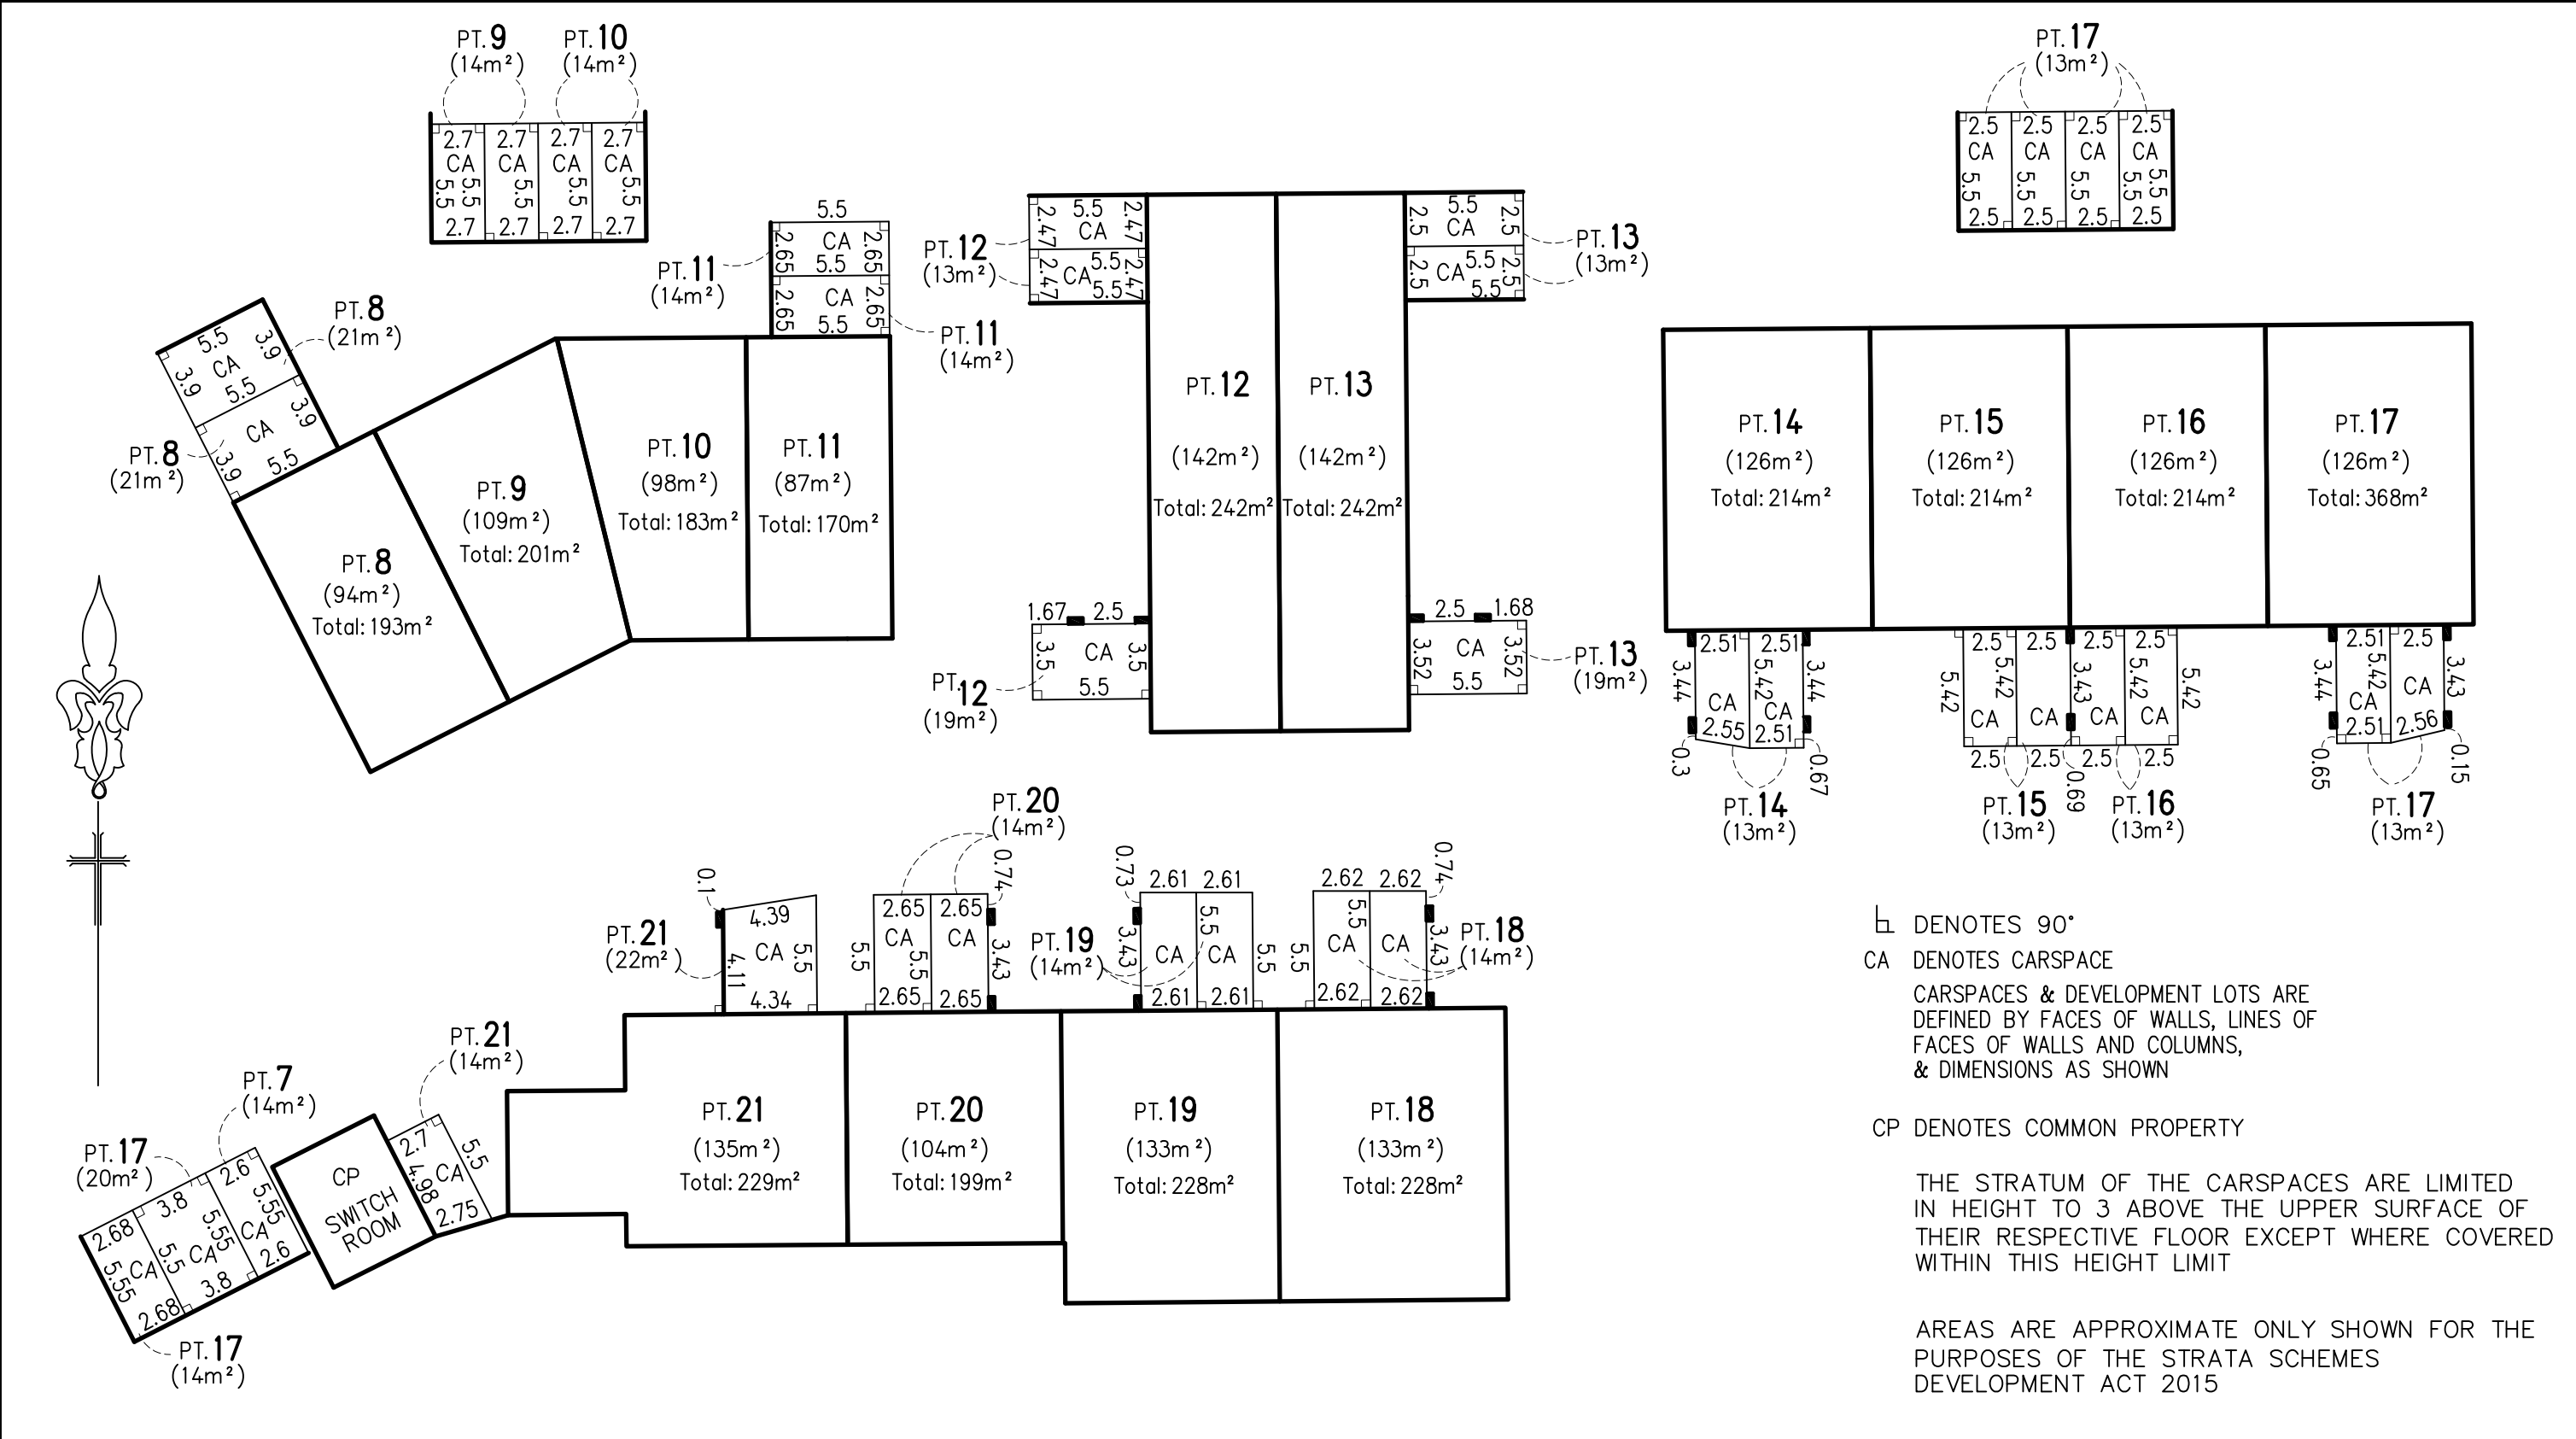 PT.9
(14m²)
PT.10
(14m²)
2.7
2.7
2.7
2.7
CA
CA
CA
CA
5.5
5.5
5.5
5.5
5.5
2.7
2.7
2.7
2.7
PT.17
(13m²)
2.5
2.5
2.5
2.5
CA
CA
CA
CA
5.5
5.5
5.5
5.5
5.5
2.5
2.5
2.5
2.5
PT.8
(21m²)
5.5
3.9
CA
3.9
5.5
3.9
CA
PT.8
(21m²)
3.9
5.5
PT.11
(14m²)
5.5
2.65
CA
2.65
5.5
2.65
CA
2.65
5.5
PT.11
(14m²)
PT.8
(94m²)
Total: 193m²
PT.9
(109m²)
Total: 201m²
PT.10
(98m²)
Total: 183m²
PT.11
(87m²)
Total: 170m²
PT.12
(13m²)
2.47
5.5
2.47
CA
2.47
5.5
2.47
CA
5.5
2.5
5.5
2.5
CA
2.5
5.5
2.5
CA
5.5
PT.13
(13m²)
PT.12
(142m²)
Total: 242m²
PT.13
(142m²)
Total: 242m²
1.67
2.5
3.5
CA
3.5
5.5
PT.12
(19m²)
2.5
1.68
3.52
CA
3.52
5.5
PT.13
(19m²)
PT.14
(126m²)
Total: 214m²
PT.15
(126m²)
Total: 214m²
PT.16
(126m²)
Total: 214m²
PT.17
(126m²)
Total: 368m²
2.51
2.51
3.44
5.42
3.44
CA
CA
2.55
2.51
0.3
0.67
PT.14
(13m²)
2.5
2.5
2.5
2.5
5.42
5.42
3.43
5.42
5.42
CA
CA
CA
CA
2.5
2.5
2.5
2.5
0.69
PT.15
(13m²)
PT.16
(13m²)
2.51
2.5
3.44
5.42
3.43
CA
CA
2.51
2.56
0.65
0.15
PT.17
(13m²)
0.1
4.39
PT.21
(22m²)
CA
5.5
4.11
4.34
PT.20
(14m²)
0.74
2.65
2.65
CA
CA
5.5
5.5
3.43
2.65
2.65
0.73
2.61
2.61
PT.19
(14m²)
3.43
5.5
5.5
CA
CA
2.61
2.61
2.62
2.62
0.74
5.5
5.5
3.43
CA
CA
2.62
2.62
PT.18
(14m²)
PT.21
(14m²)
2.7
5.5
4.98
CA
2.75
PT.7
(14m²)
PT.17
(20m²)
2.68
3.8
2.6
5.55
5.5
5.55
5.55
CA
CA
CA
2.68
3.8
2.6
PT.17
(14m²)
CP
SWITCH
ROOM
PT.21
(135m²)
Total: 229m²
PT.20
(104m²)
Total: 199m²
PT.19
(133m²)
Total: 228m²
PT.18
(133m²)
Total: 228m²
DENOTES 90°
CA DENOTES CARSPACE
CARSPACES & DEVELOPMENT LOTS ARE
DEFINED BY FACES OF WALLS, LINES OF
FACES OF WALLS AND COLUMNS,
& DIMENSIONS AS SHOWN
CP DENOTES COMMON PROPERTY
THE STRATUM OF THE CARSPACES ARE LIMITED
IN HEIGHT TO 3 ABOVE THE UPPER SURFACE OF
THEIR RESPECTIVE FLOOR EXCEPT WHERE COVERED
WITHIN THIS HEIGHT LIMIT
AREAS ARE APPROXIMATE ONLY SHOWN FOR THE
PURPOSES OF THE STRATA SCHEMES
DEVELOPMENT ACT 2015